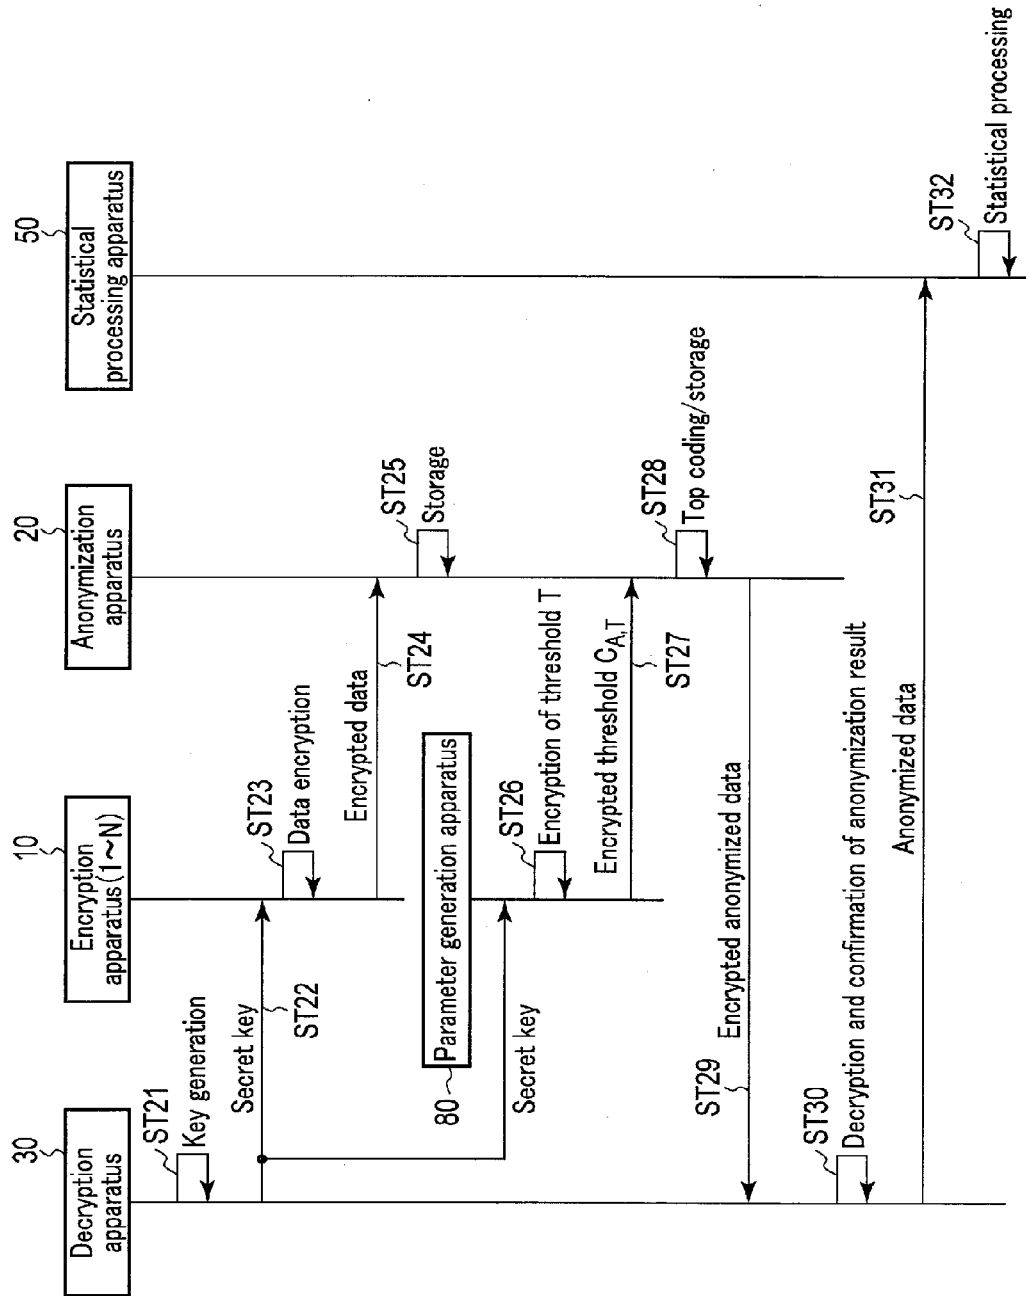 30
Decryption
apparatus
10
Encryption
apparatus (1~N)
20
Anonymization
apparatus
50
Statistical
processing apparatus
ST21
Key generation
Secret key
ST22
ST23
Data encryption
Encrypted data
ST24
ST25
Storage
80
Parameter generation apparatus
Secret key
ST26
Encryption of threshold T
Encrypted threshold CA,T
ST27
ST28
Top coding/storage
Encrypted anonymized data
ST29
ST30
Decryption and confirmation of anonymization result
Anonymized data
ST31
ST32
Statistical processing